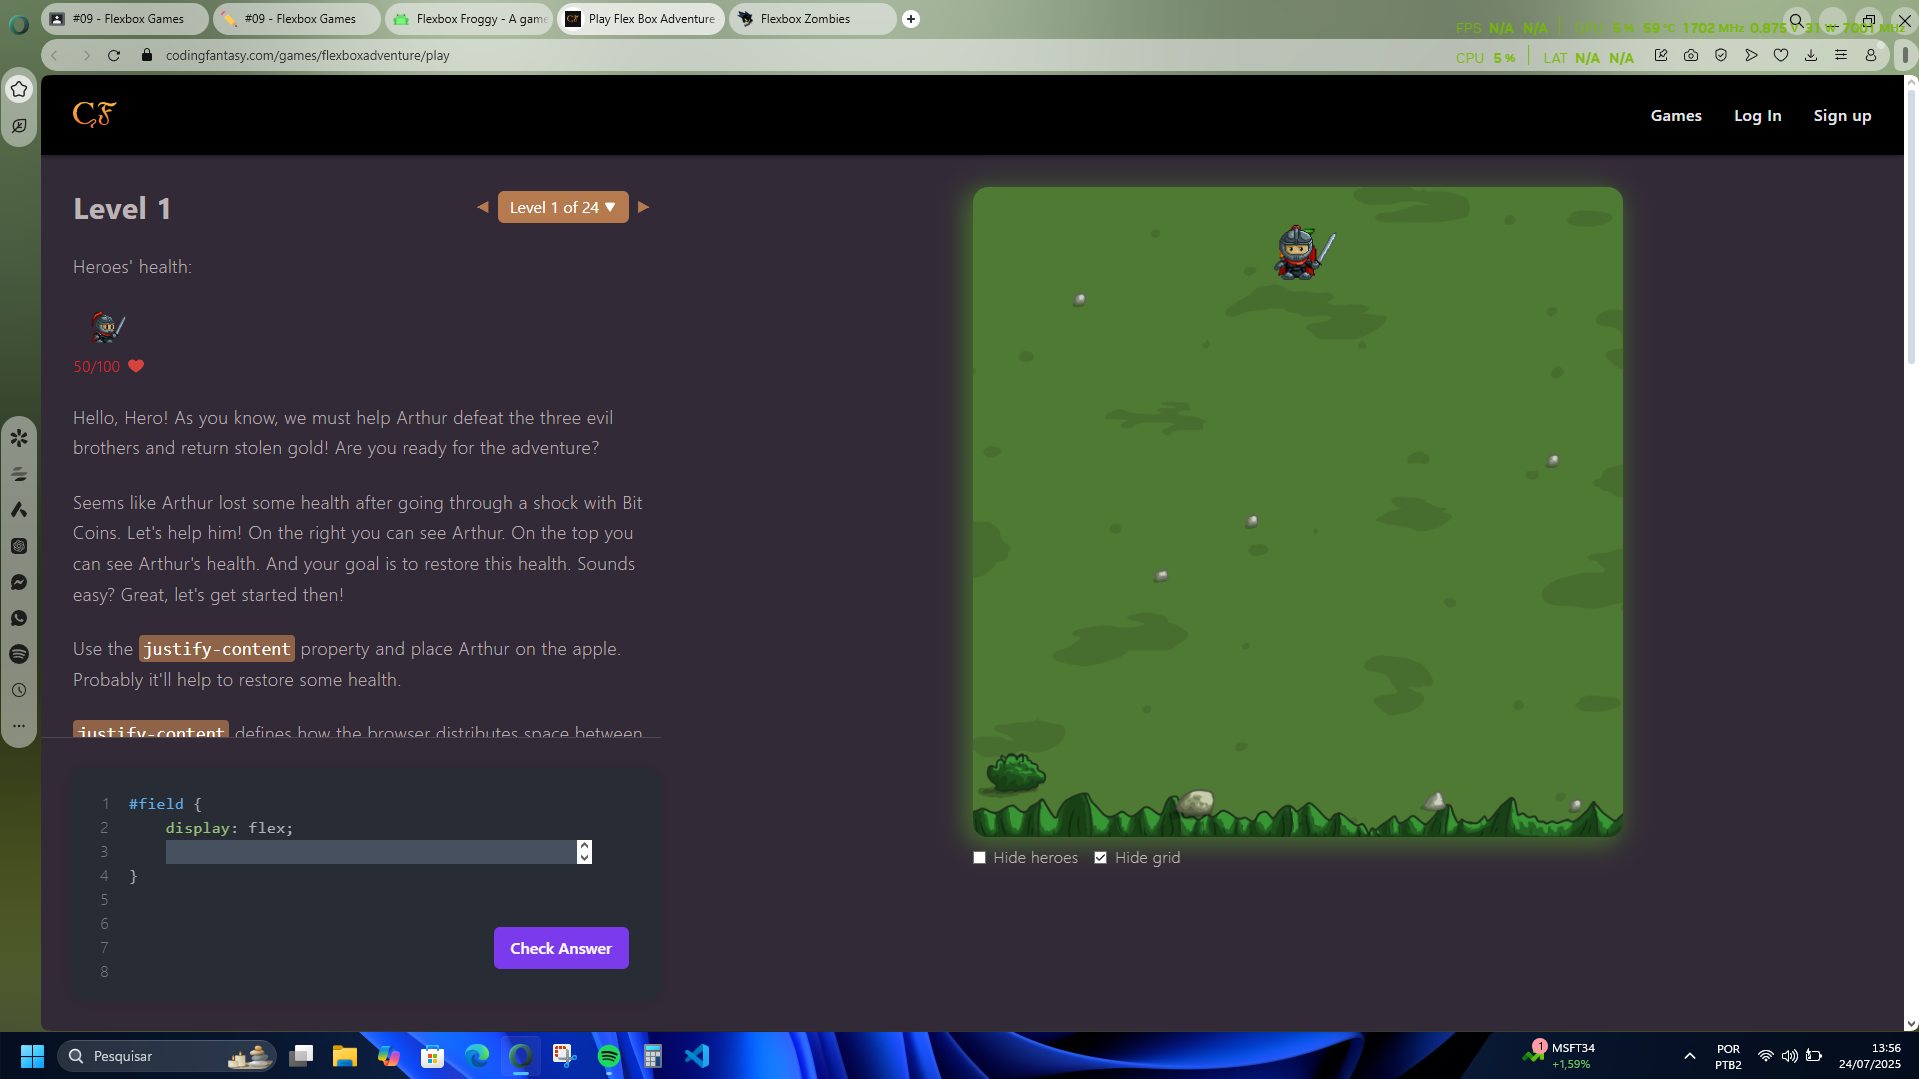 #09 - Flexbox Games
#09 - Flexbox Games
Flexbox Froggy - A game
Play Flex Box Adventure
Flexbox Zombies
FPS N/A N/A
59 °C 1702 MHz 0.875 V 31 W 7001 MHz
codingfantasy.com/games/flexboxadventure/play
CPU 5 % LAT N/A N/A
CF
Games
Log In
Sign up
Level 1
◀ Level 1 of 24 ▼ ▶
Heroes' health:
50/100
Hello, Hero! As you know, we must help Arthur defeat the three evil
brothers and return stolen gold! Are you ready for the adventure?
Seems like Arthur lost some health after going through a shock with Bit
Coins. Let's help him! On the right you can see Arthur. On the top you
can see Arthur's health. And your goal is to restore this health. Sounds
easy? Great, let's get started then!
Use the justify-content property and place Arthur on the apple.
Probably it'll help to restore some health.
justify-content defines how the browser distributes space between
1 #field {
2 display: flex;
3
4 }
5
6
7
8
Check Answer
Hide heroes
Hide grid
Pesquisar
1
MSFT34
+1,59%
POR
PTB2
13:56
24/07/2025